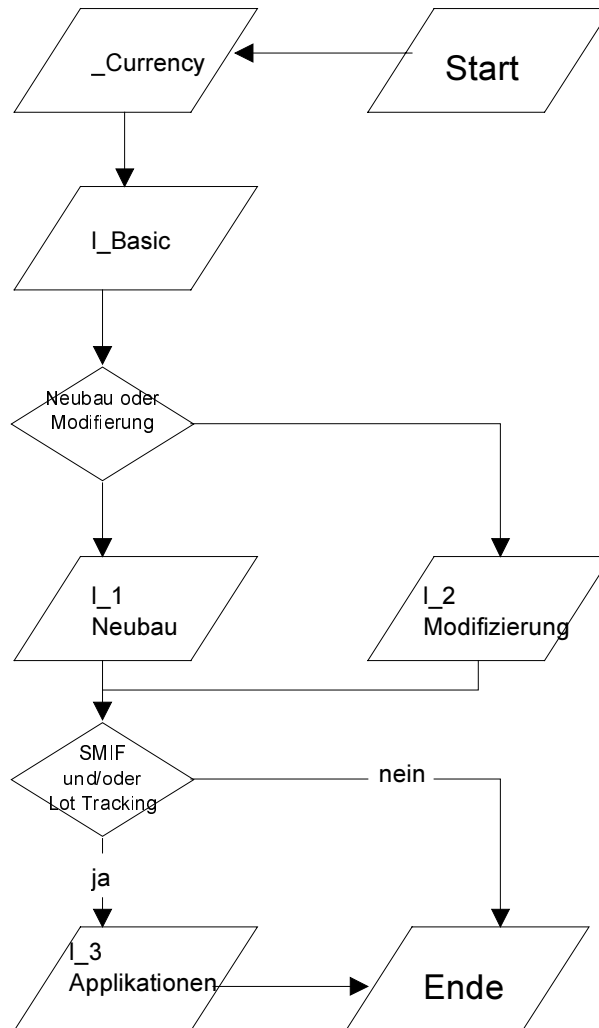 _Currency
Start
I_Basic
Neubau oder
Modifierung
I_1
Neubau
I_2
Modifizierung
SMIF
und/oder
Lot Tracking
nein
ja
I_3
Applikationen
Ende